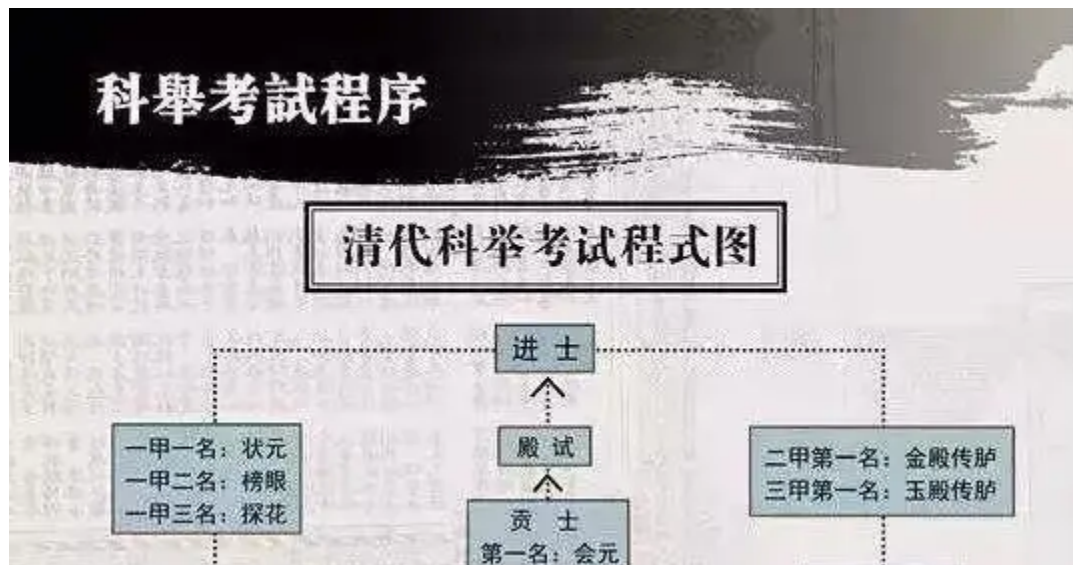 科舉考試程序
清代科举考试程式图
进 士
一甲一名：状元
一甲二名：榜眼
一甲三名：探花
殿 试
二甲第一名：金殿传胪
三甲第一名：玉殿传胪
贡 士
第一名：会元